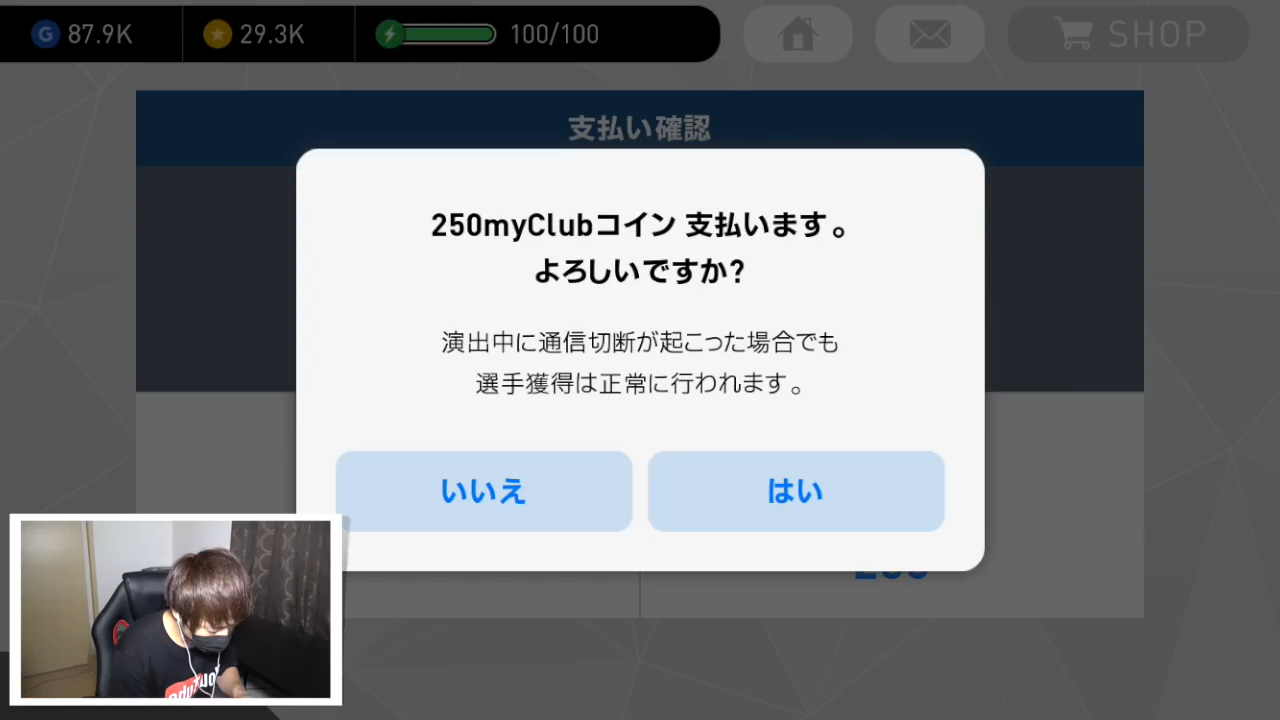 G 87.9K 29.3K 100/100 SHOP
支払い確認
250myClubコイン 支払います。
よろしいですか?
演出中に通信切断が起こった場合でも
選手獲得は正常に行われます。
いいえ はい